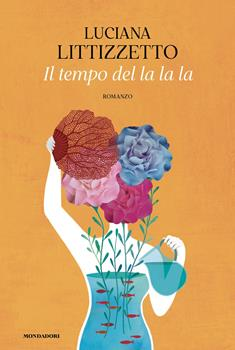 LUCIANA
LITTIZZETTO
Il tempo del la la la
ROMANZO
MONDADORI